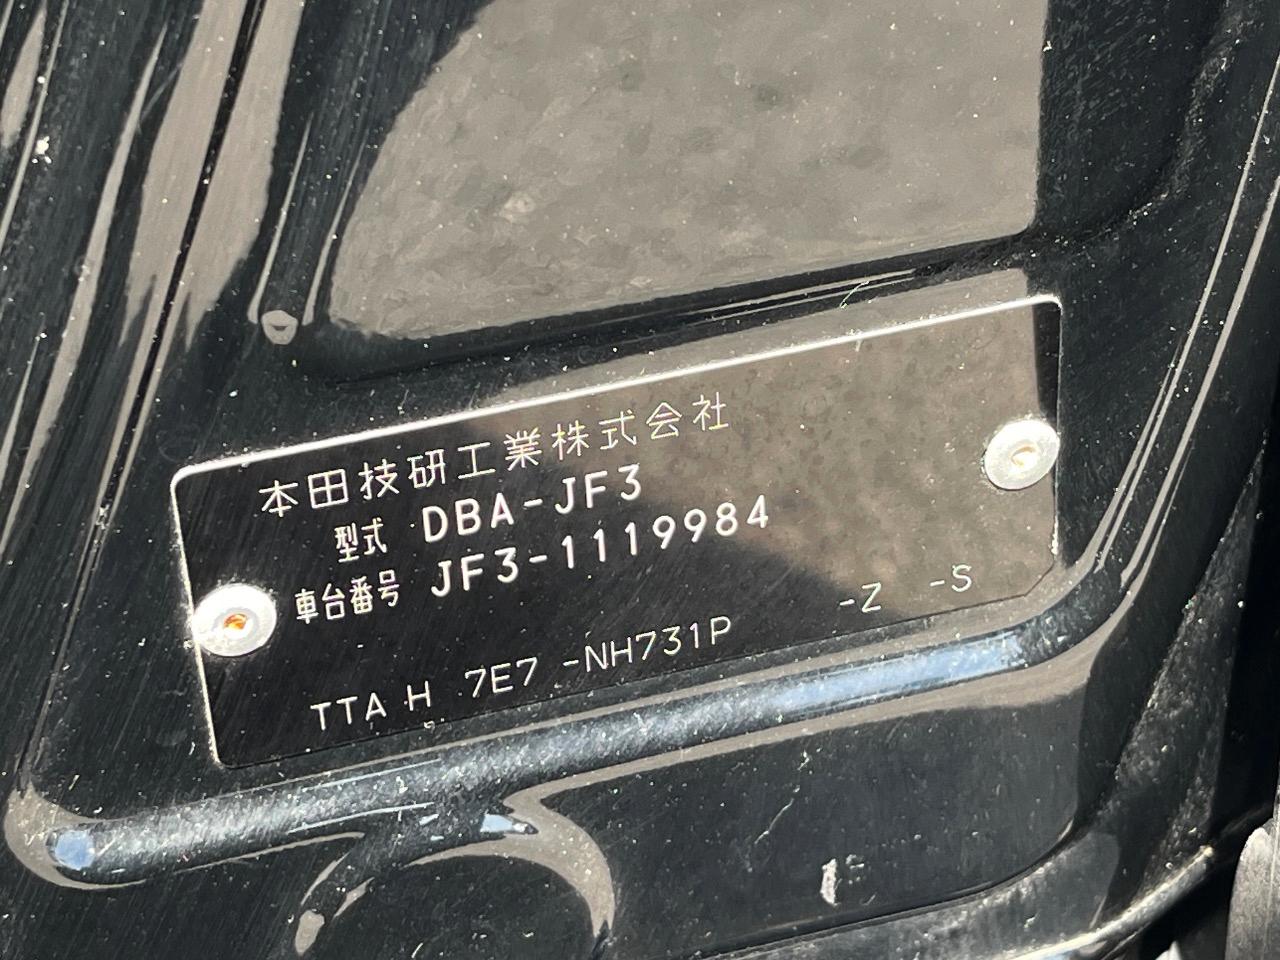 本田技研工業株式会社
型式 DBA-JF3
車台番号 JF3-1119984
TTA H 7E7 -NH731P -Z -S